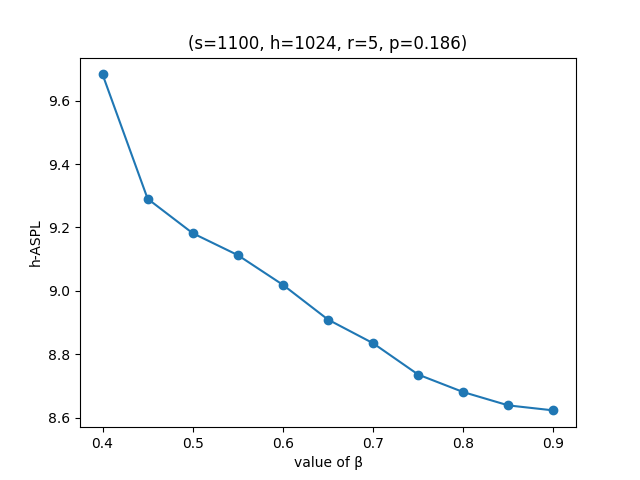 (s=1100, h=1024, r=5, p=0.186)
9.6
9.4
9.2
9.0
8.8
8.6
h-ASPL
0.4 0.5 0.6 0.7 0.8 0.9
value of β